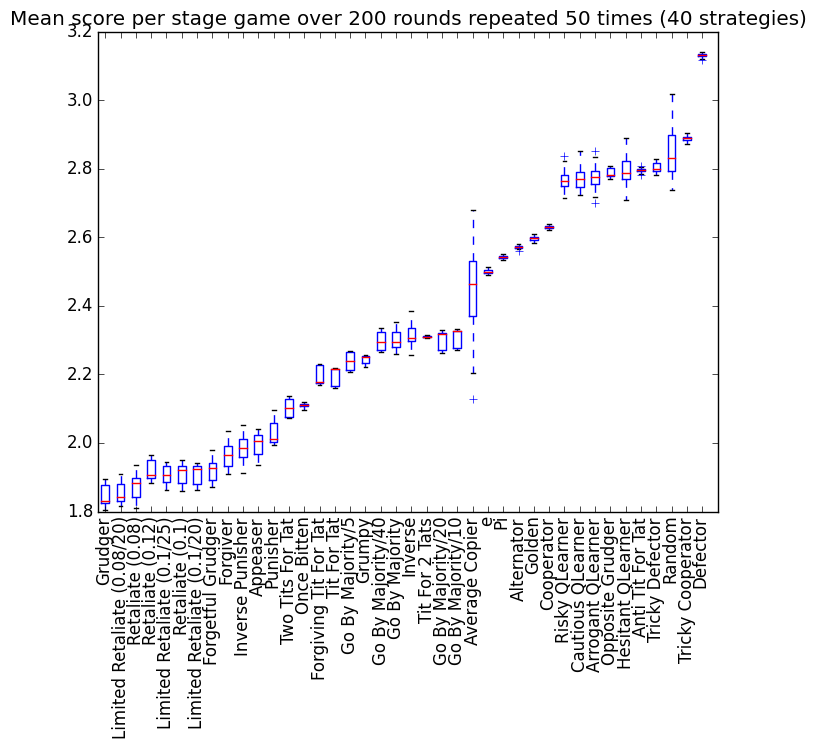 Mean score per stage game over 200 rounds repeated 50 times (40 strategies)
3.2
3.0
2.8
2.6
2.4
2.2
2.0
1.8
Grudger
Limited Retaliate (0.08/20)
Retaliate (0.08)
Retaliate (0.12)
Limited Retaliate (0.1/25)
Retaliate (0.1)
Limited Retaliate (0.1/20)
Forgetful Grudger
Forgiver
Inverse Punisher
Appeaser
Punisher
Two Tits For Tat
Once Bitten
Forgiving Tit For Tat
Tit For Tat
Go By Majority/5
Grumpy
Go By Majority/40
Go By Majority
Inverse
Tit For 2 Tats
Go By Majority/20
Go By Majority/10
Average Copier
e
Pi
Alternator
Golden
Cooperator
Risky QLearner
Cautious QLearner
Arrogant QLearner
Opposite Grudger
Hesitant QLearner
Anti Tit For Tat
Tricky Defector
Random
Tricky Cooperator
Defector